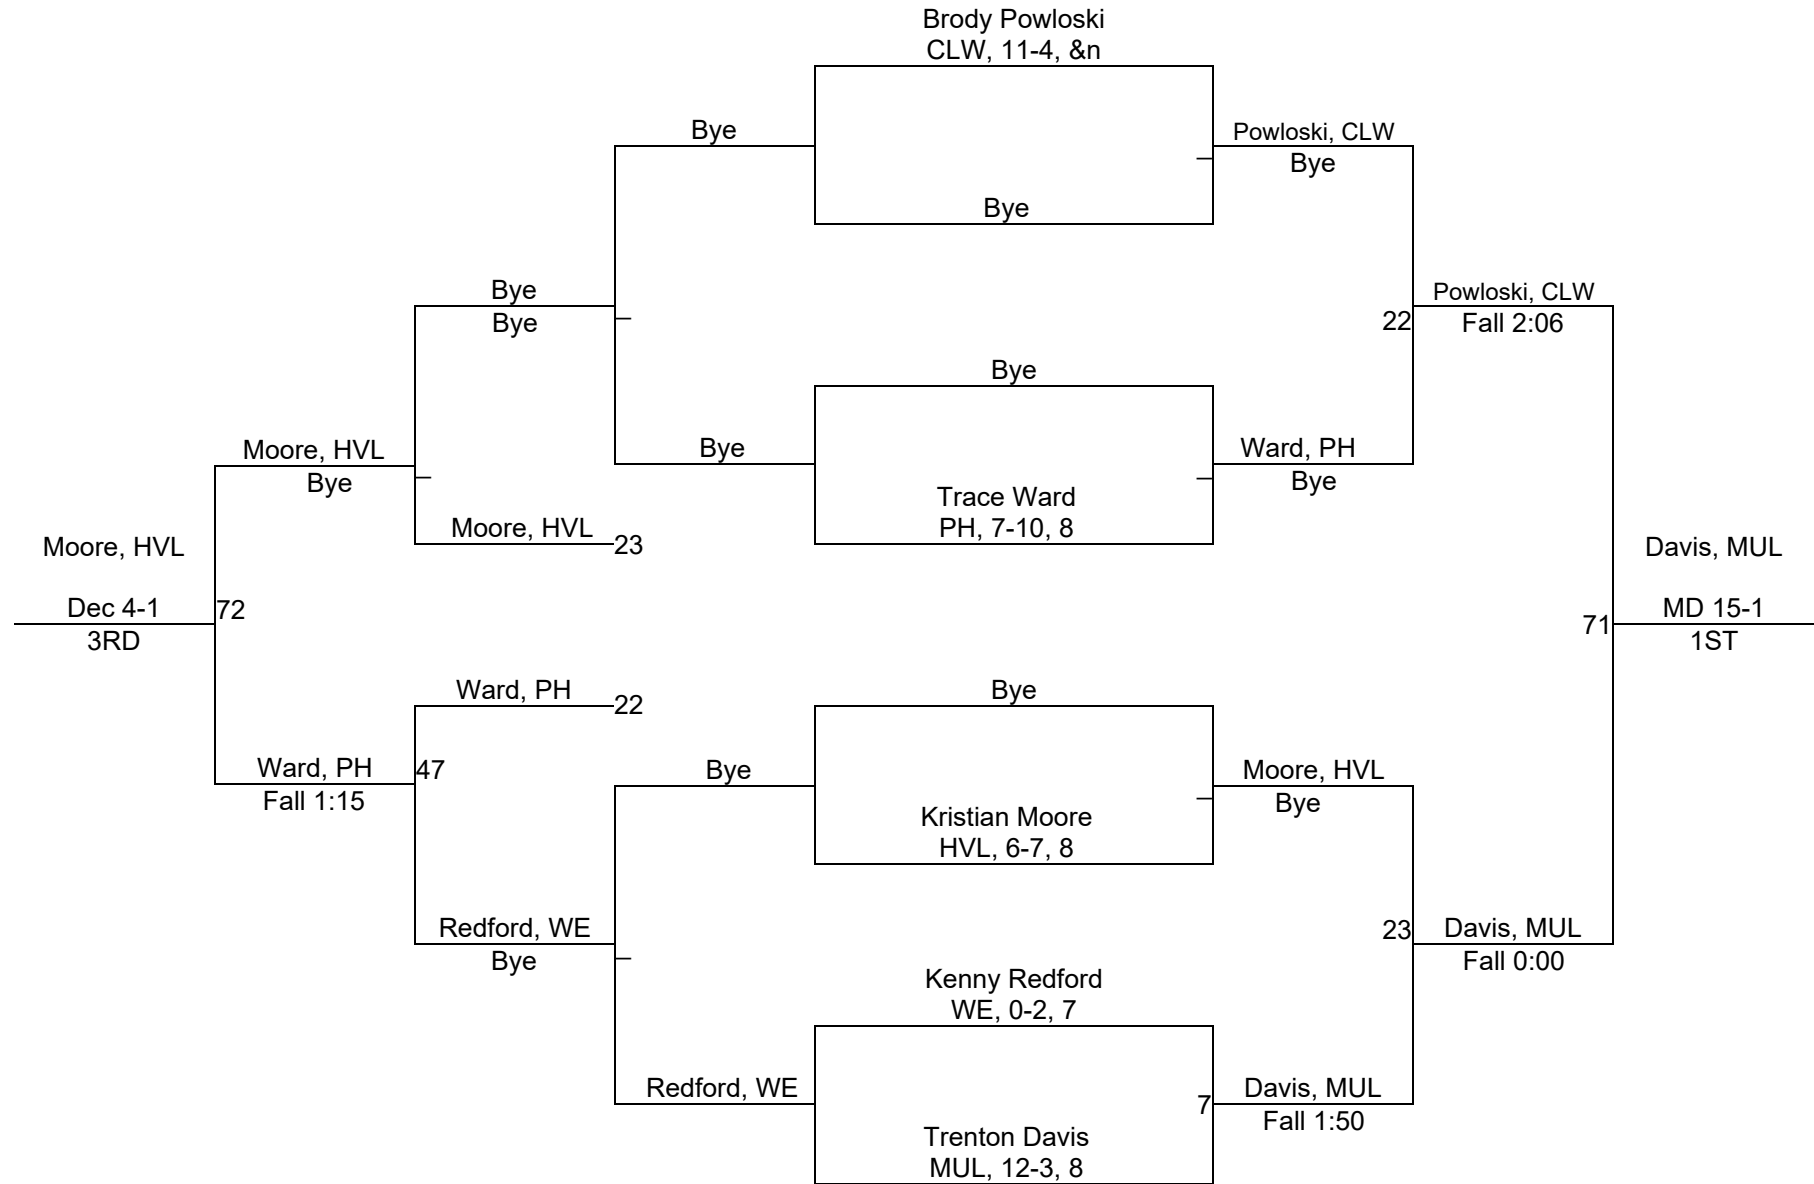 Brody Powloski
CLW, 11-4, &n
Bye
Powloski, CLW
Bye
Bye
Bye
Bye
Powloski, CLW
22
Fall 2:06
Bye
Moore, HVL
Bye
Bye
Ward, PH
Bye
Trace Ward
PH, 7-10, 8
Moore, HVL
23
Moore, HVL
Davis, MUL
Dec 4-1
72
3RD
71
MD 15-1
1ST
Ward, PH
22
Bye
Ward, PH
47
Fall 1:15
Bye
Moore, HVL
Bye
Kristian Moore
HVL, 6-7, 8
Redford, WE
Bye
23
Davis, MUL
Fall 0:00
Kenny Redford
WE, 0-2, 7
Redford, WE
7
Davis, MUL
Fall 1:50
Trenton Davis
MUL, 12-3, 8